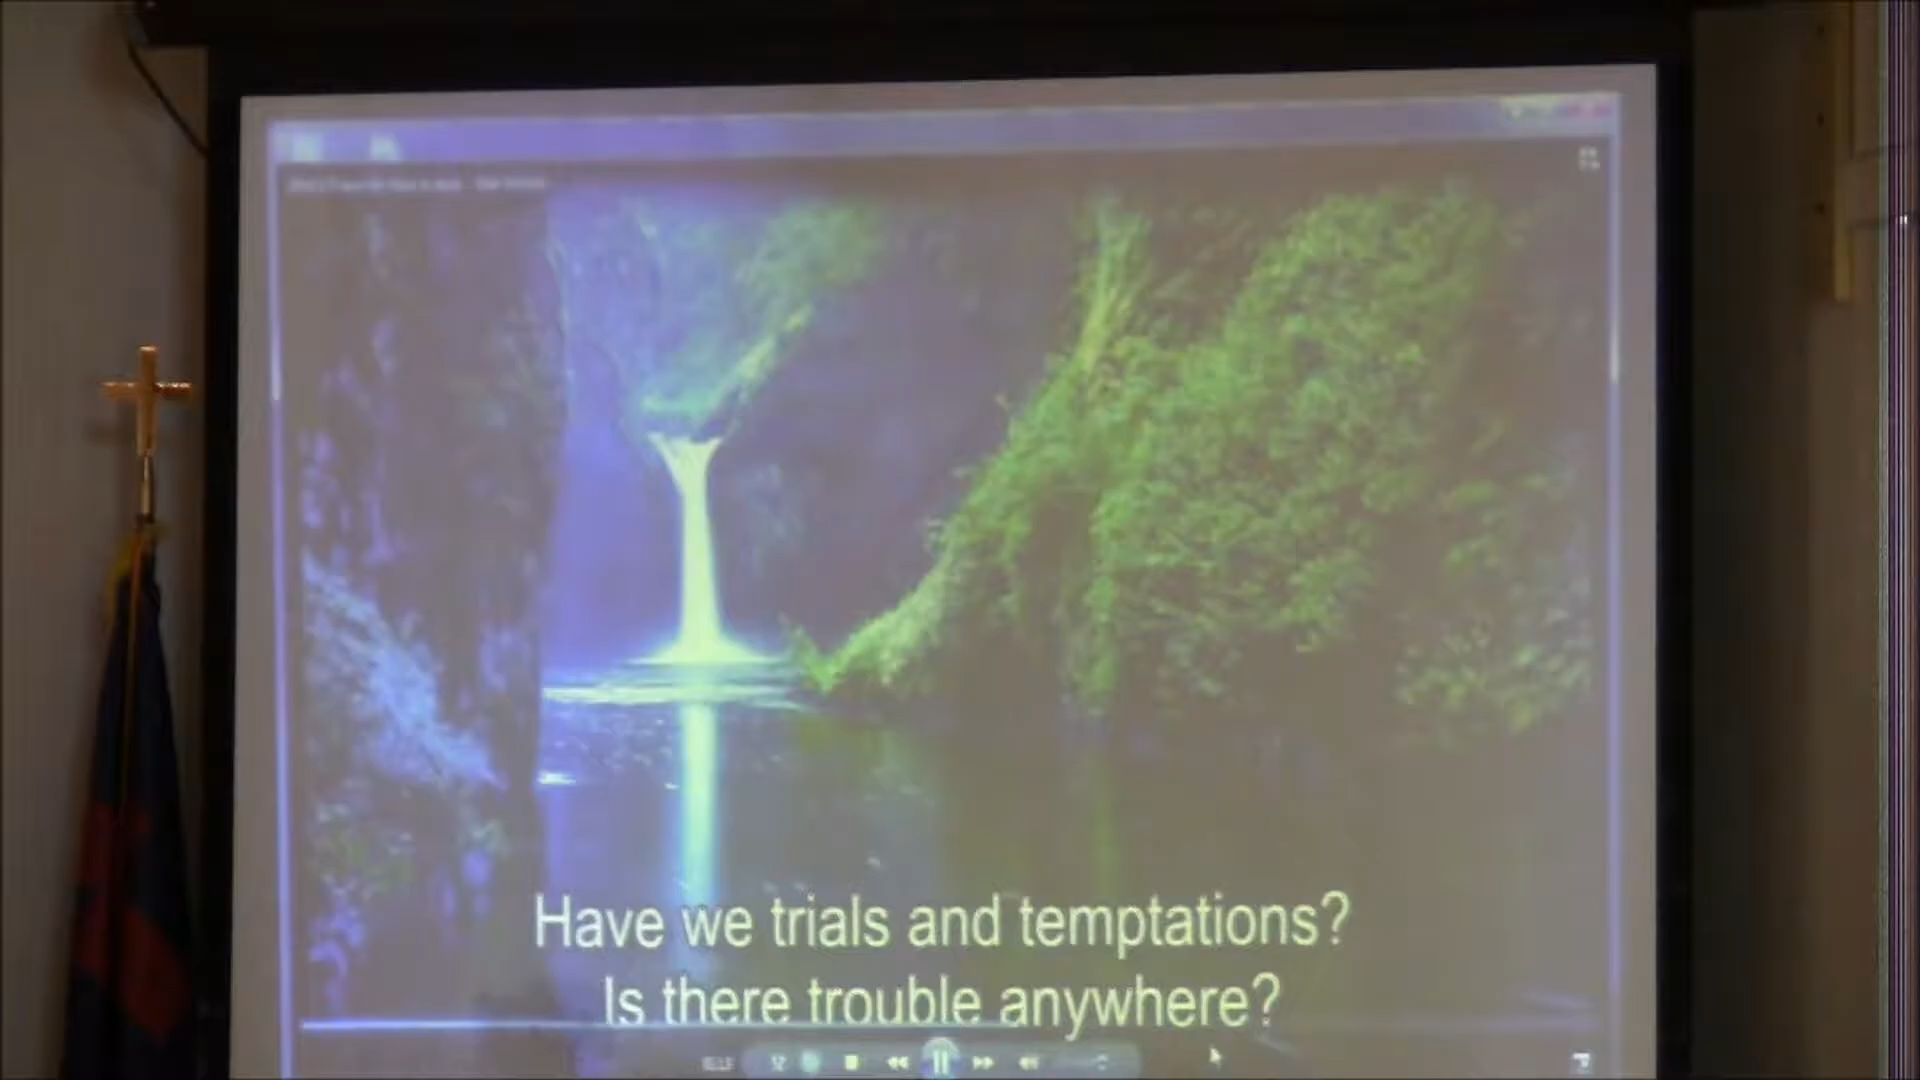 Have we trials and temptations?
Is there trouble anywhere?